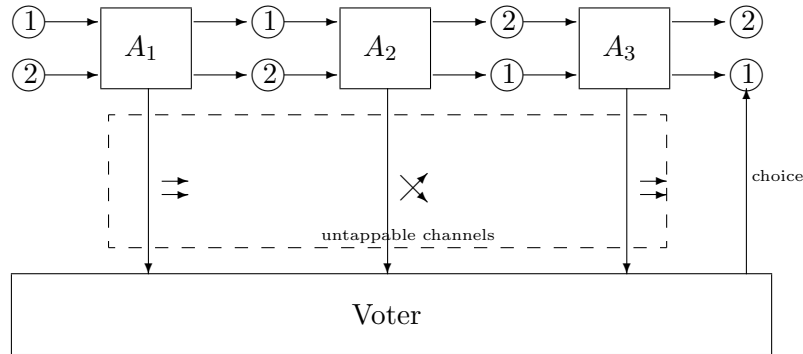 1 A1 1 A2 2 A3 2
2 2 1 1
choice
untappable channels
Voter